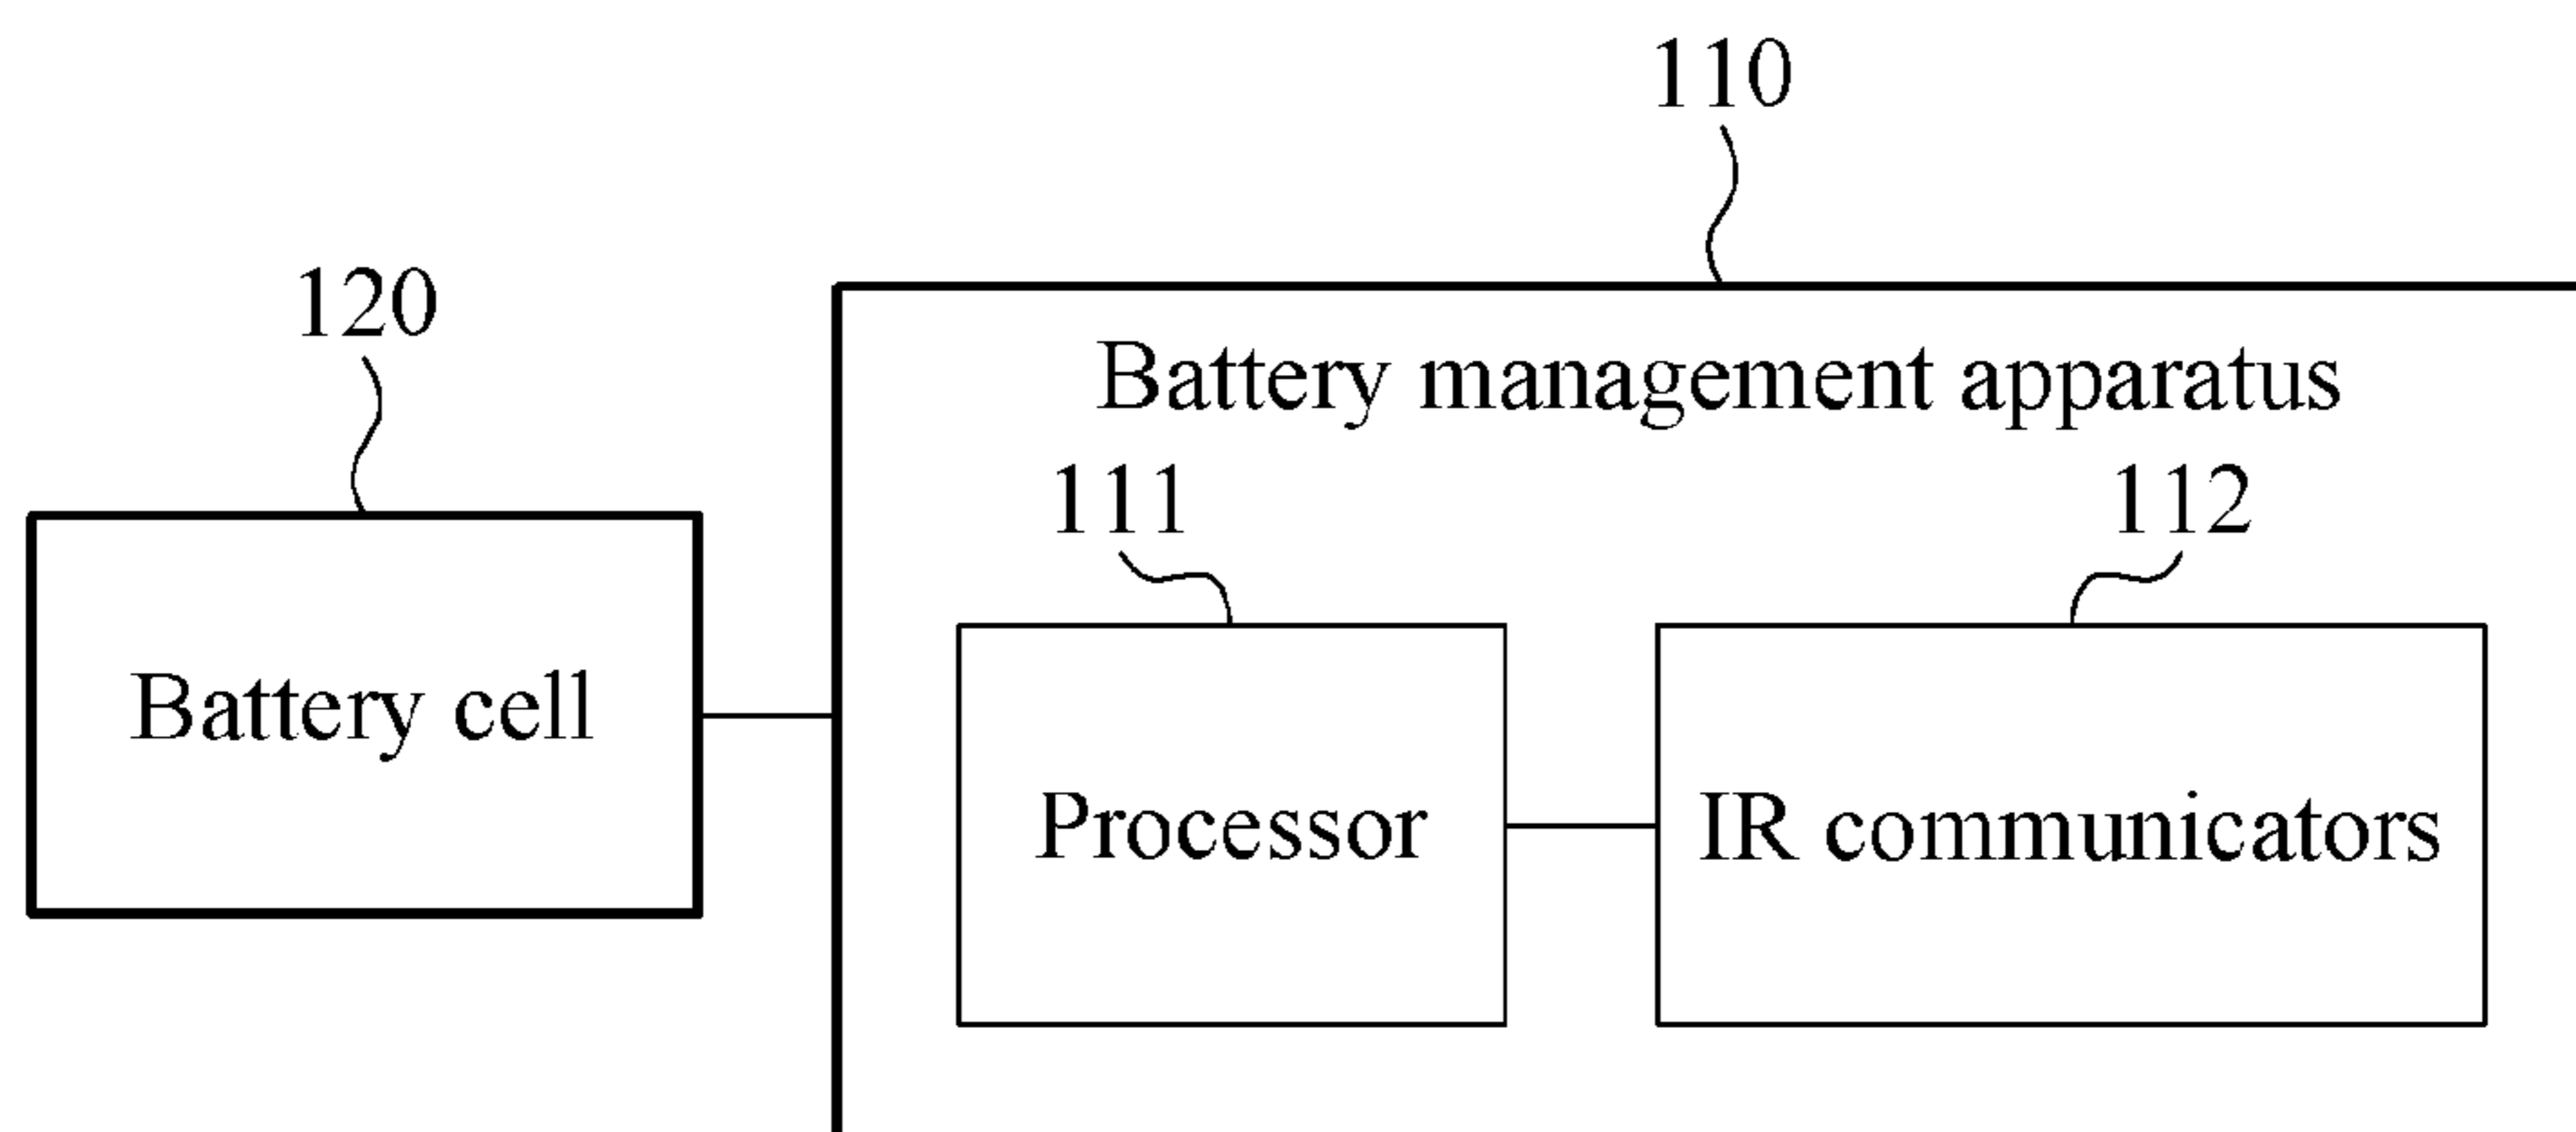 110
120
Battery management apparatus
111
112
Battery cell
Processor
IR communicators